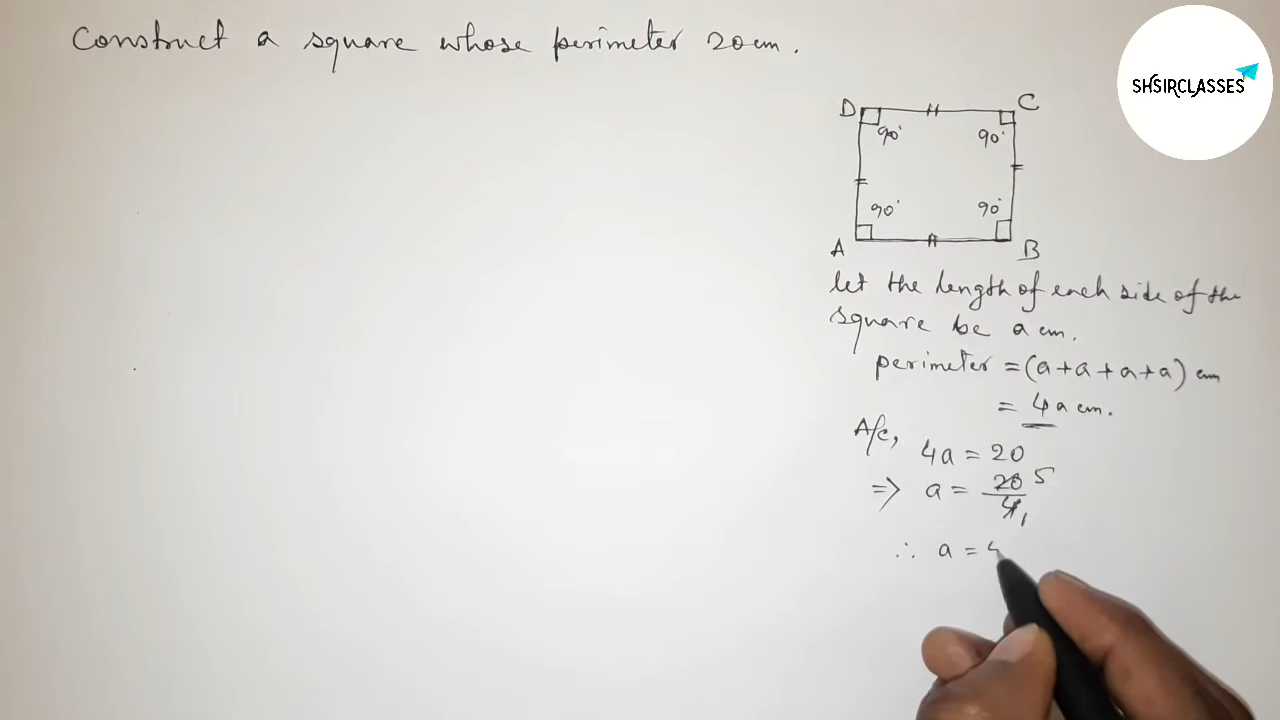 Construct a square whose perimeter 20 cm.
SHSIRCLASSES
D C
90° 90°
90° 90°
A B
let the length of each side of the
square be a cm.
perimeter = (a+a+a+a) cm
= 4a cm.
A/c,
4a = 20
=> a = 20/4 5 1
∴ a =